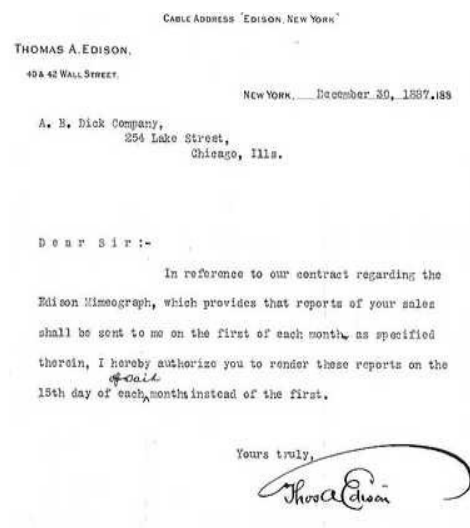 CABLE ADDRESS "EDISON, NEW YORK"
THOMAS A. EDISON,
40 & 42 WALL STREET.
NEW YORK, December 30, 1887. 188
A. B. Dick Company,
254 Lake Street,
Chicago, Ills.
Dear Sir:-
In reference to our contract regarding the
Edison Mimeograph, which provides that reports of your sales
shall be sent to me on the first of each month, as specified
therein, I hereby authorize you to render these reports on the
of said
15th day of each months instead of the first.
Yours truly,
Thos A Edison